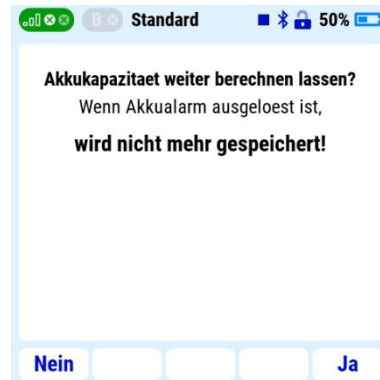 B Standard 50%
Akkukapazitaet weiter berechnen lassen?
Wenn Akkualarm ausgeloest ist,
wird nicht mehr gespeichert!
Nein Ja